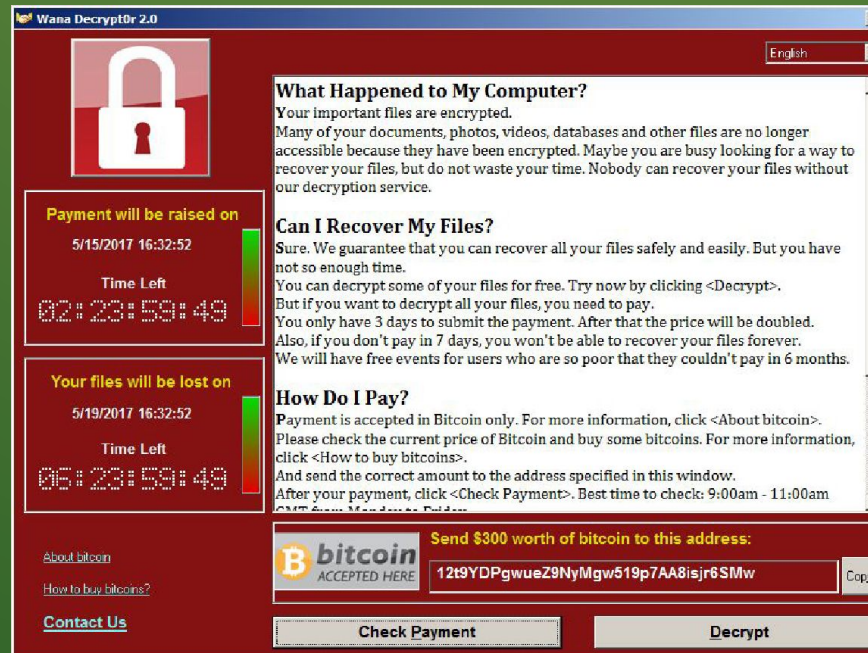 Wana Decrypt0r 2.0
English
What Happened to My Computer?
Your important files are encrypted.
Many of your documents, photos, videos, databases and other files are no longer
accessible because they have been encrypted. Maybe you are busy looking for a way to
recover your files, but do not waste your time. Nobody can recover your files without
our decryption service.
Can I Recover My Files?
Sure. We guarantee that you can recover all your files safely and easily. But you have
not so enough time.
You can decrypt some of your files for free. Try now by clicking <Decrypt>.
But if you want to decrypt all your files, you need to pay.
You only have 3 days to submit the payment. After that the price will be doubled.
Also, if you don't pay in 7 days, you won't be able to recover your files forever.
We will have free events for users who are so poor that they couldn't pay in 6 months.
How Do I Pay?
Payment is accepted in Bitcoin only. For more information, click <About bitcoin>.
Please check the current price of Bitcoin and buy some bitcoins. For more information,
click <How to buy bitcoins>.
And send the correct amount to the address specified in this window.
After your payment, click <Check Payment>. Best time to check: 9:00am - 11:00am
GMT from Monday to Friday
Payment will be raised on
5/15/2017 16:32:52
Time Left
02:23:59:49
Your files will be lost on
5/19/2017 16:32:52
Time Left
06:23:59:49
About bitcoin
How to buy bitcoins?
Contact Us
bitcoin
ACCEPTED HERE
Send $300 worth of bitcoin to this address:
12t9YDPgwueZ9NyMgw519p7AA8isjr6SMw
Check Payment
Decrypt